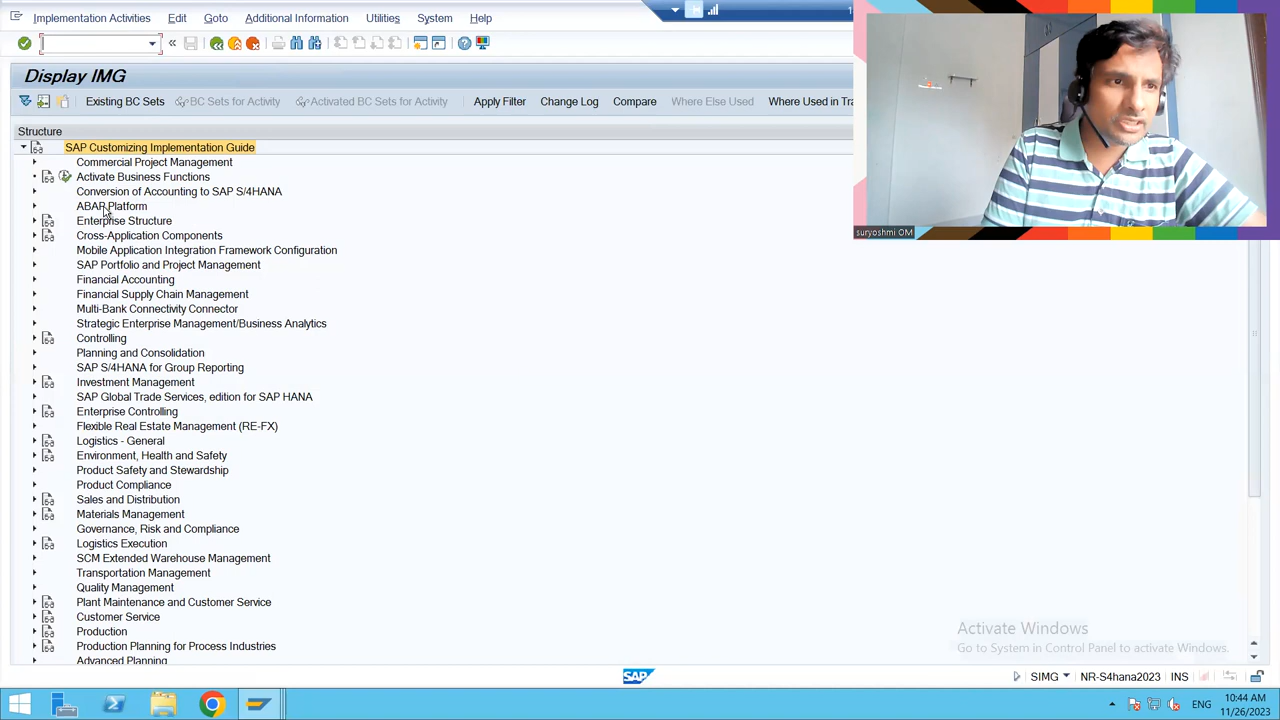 Implementation Activities Edit Goto Additional Information Utilities System Help
Display IMG
Existing BC Sets BC Sets for Activity Activated BC Sets for Activity Apply Filter Change Log Compare Where Else Used Where Used in Tra
Structure
SAP Customizing Implementation Guide
Commercial Project Management
Activate Business Functions
Conversion of Accounting to SAP S/4HANA
ABAP Platform
Enterprise Structure
Cross-Application Components
Mobile Application Integration Framework Configuration
SAP Portfolio and Project Management
Financial Accounting
Financial Supply Chain Management
Multi-Bank Connectivity Connector
Strategic Enterprise Management/Business Analytics
Controlling
Planning and Consolidation
SAP S/4HANA for Group Reporting
Investment Management
SAP Global Trade Services, edition for SAP HANA
Enterprise Controlling
Flexible Real Estate Management (RE-FX)
Logistics - General
Environment, Health and Safety
Product Safety and Stewardship
Product Compliance
Sales and Distribution
Materials Management
Governance, Risk and Compliance
Logistics Execution
SCM Extended Warehouse Management
Transportation Management
Quality Management
Plant Maintenance and Customer Service
Customer Service
Production
Production Planning for Process Industries
Advanced Planning
suryoshmi OM
Activate Windows
Go to System in Control Panel to activate Windows.
SAP SIMG NR-S4hana2023 INS
ENG 10:44 AM
11/26/2023